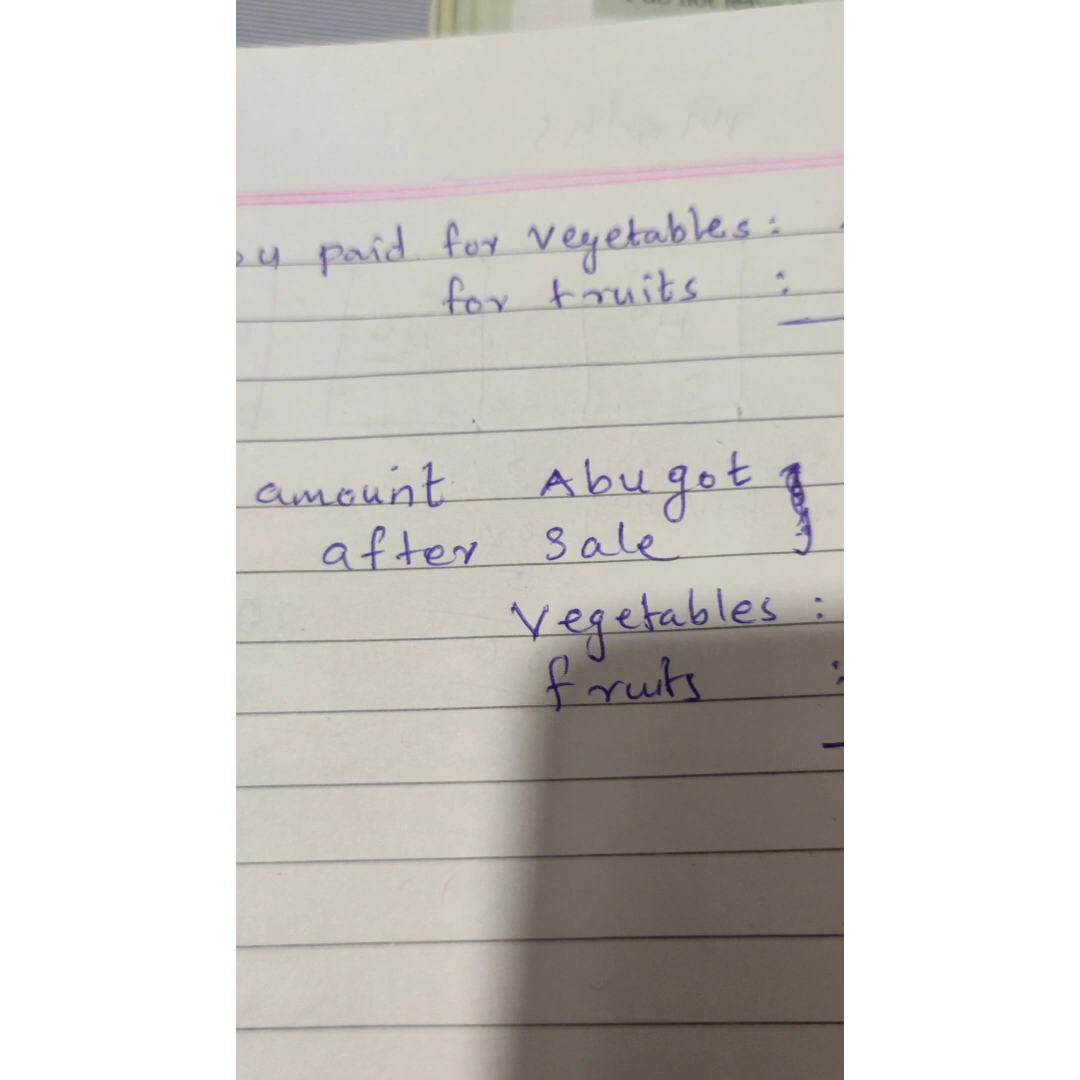 u paid for vegetables :
for fruits :
amount Abu got
after sale
Vegetables :
fruits :